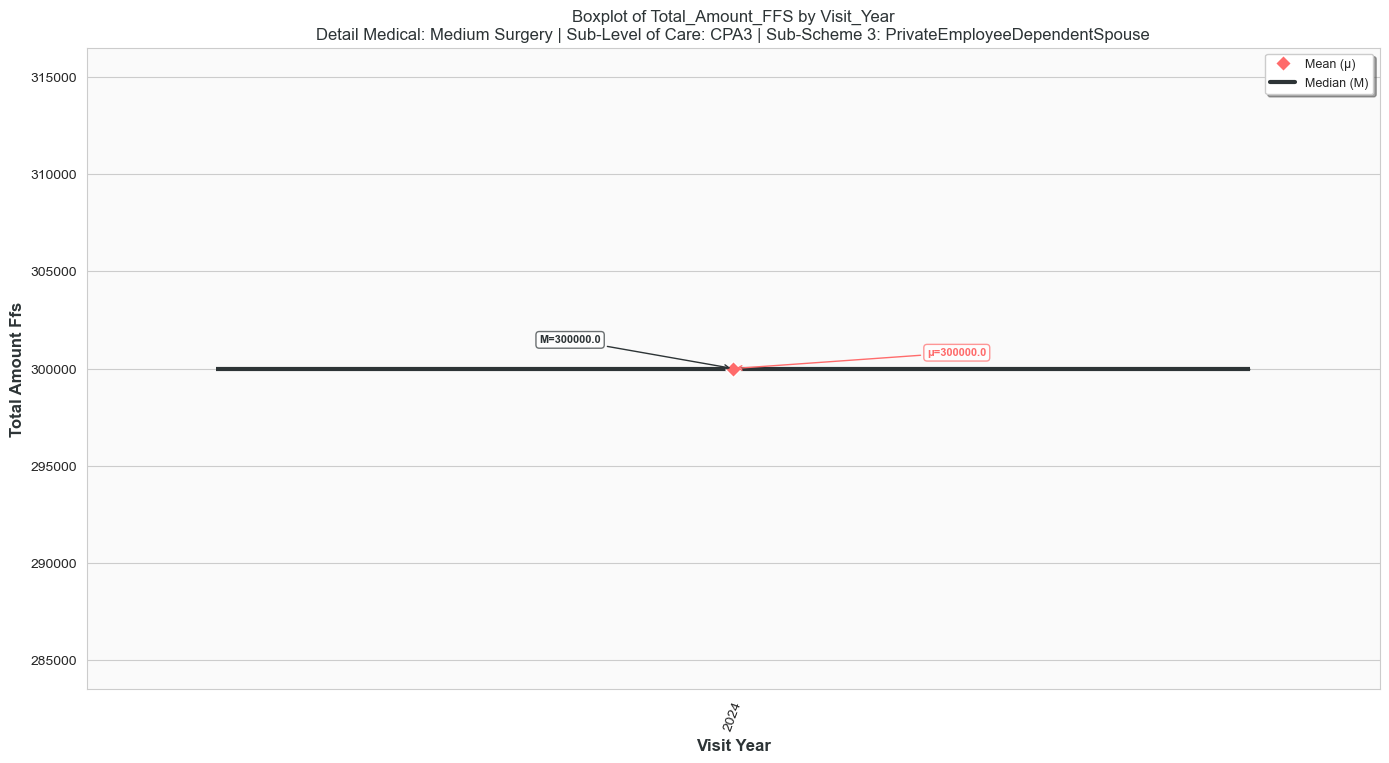 Boxplot of Total_Amount_FFS by Visit_Year
Detail Medical: Medium Surgery | Sub-Level of Care: CPA3 | Sub-Scheme 3: PrivateEmployeeDependentSpouse
Mean (μ)
Median (M)
Total Amount Ffs
315000
310000
305000
300000
295000
290000
285000
M=300000.0
μ=300000.0
2024
Visit Year